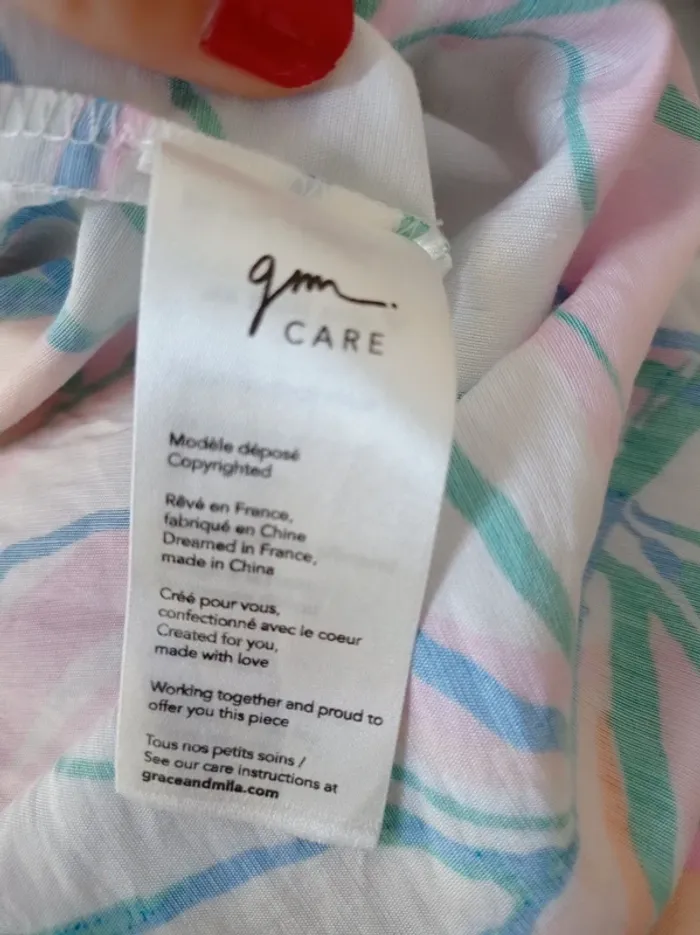 gm.
CARE
Modèle déposé
Copyrighted
Rêvé en France,
fabriqué en Chine
Dreamed in France,
made in China
Créé pour vous,
confectionné avec le coeur
Created for you,
made with love
Working together and proud to
offer you this piece
Tous nos petits soins /
See our care instructions at
graceandmila.com